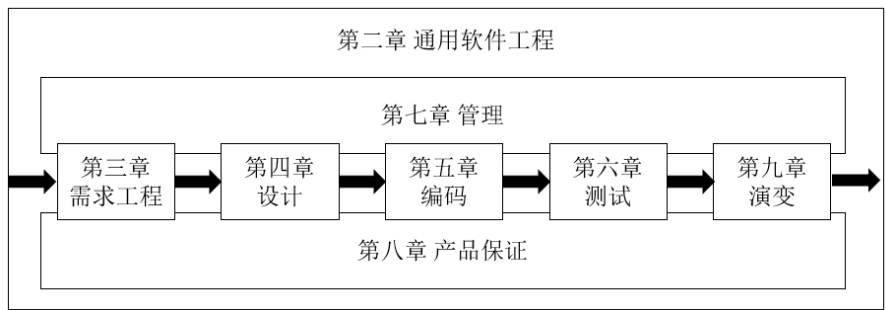 第二章 通用软件工程
第七章 管理
第三章
需求工程
第四章
设计
第五章
编码
第六章
测试
第九章
演变
第八章 产品保证